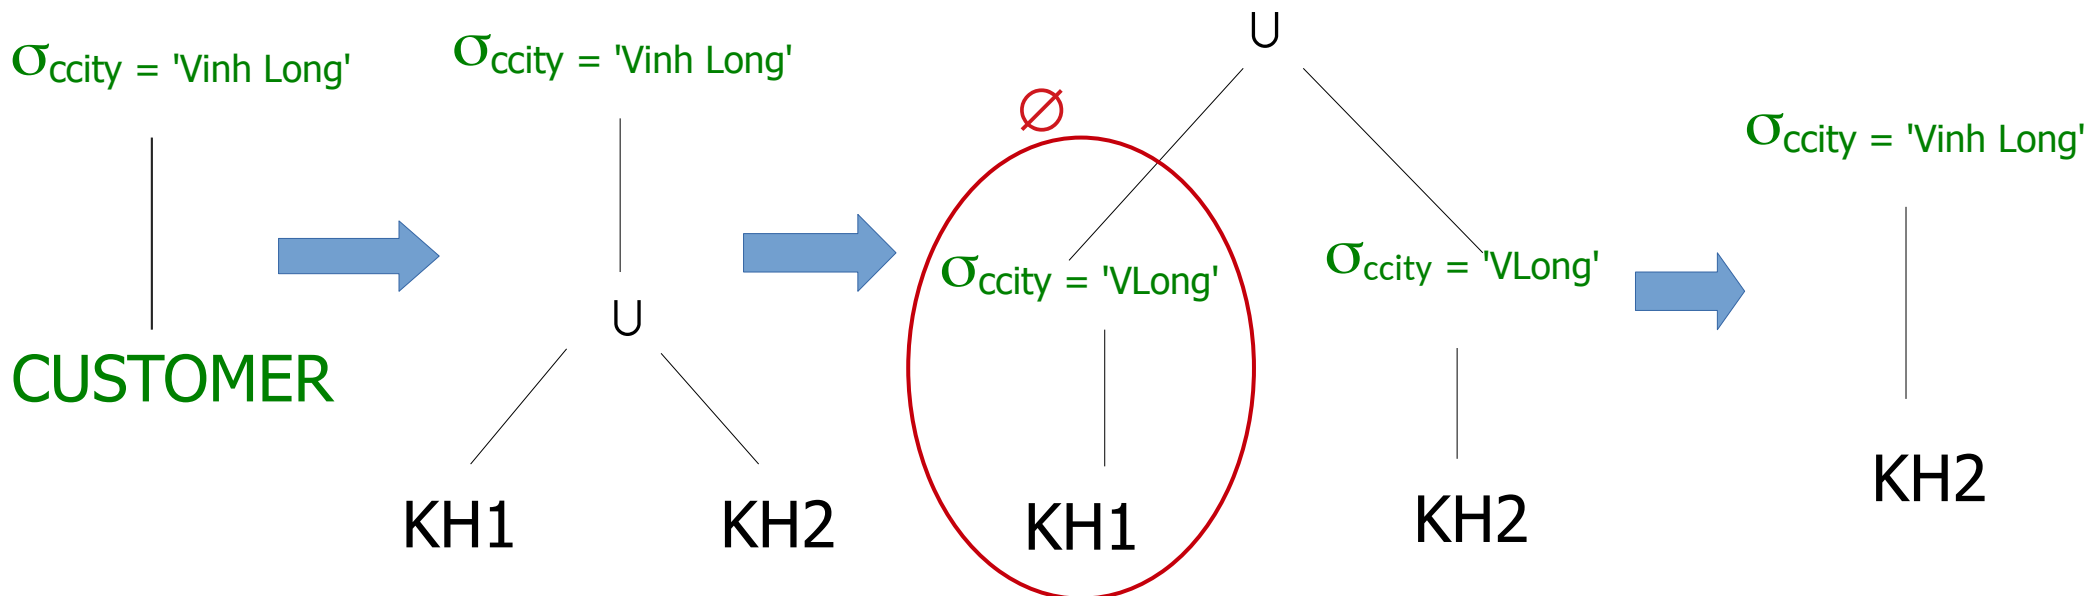 σccity = 'Vinh Long'
CUSTOMER
σccity = 'Vinh Long'
∪
KH1
KH2
∪
∅
σccity = 'VLong'
KH1
σccity = 'VLong'
KH2
σccity = 'Vinh Long'
KH2